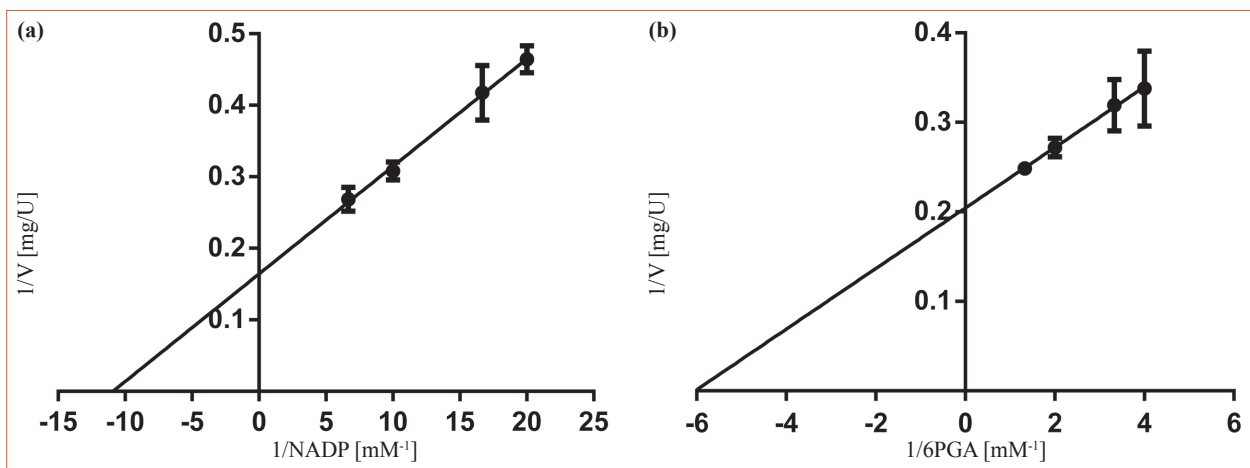 (a)
0.5
0.4
0.3
0.2
0.1
1/V [mg/U]
-15 -10 -5 0 5 10 15 20 25
1/NADP [mM-1]
(b)
0.4
0.3
0.2
0.1
1/V [mg/U]
-6 -4 -2 0 2 4 6
1/6PGA [mM-1]